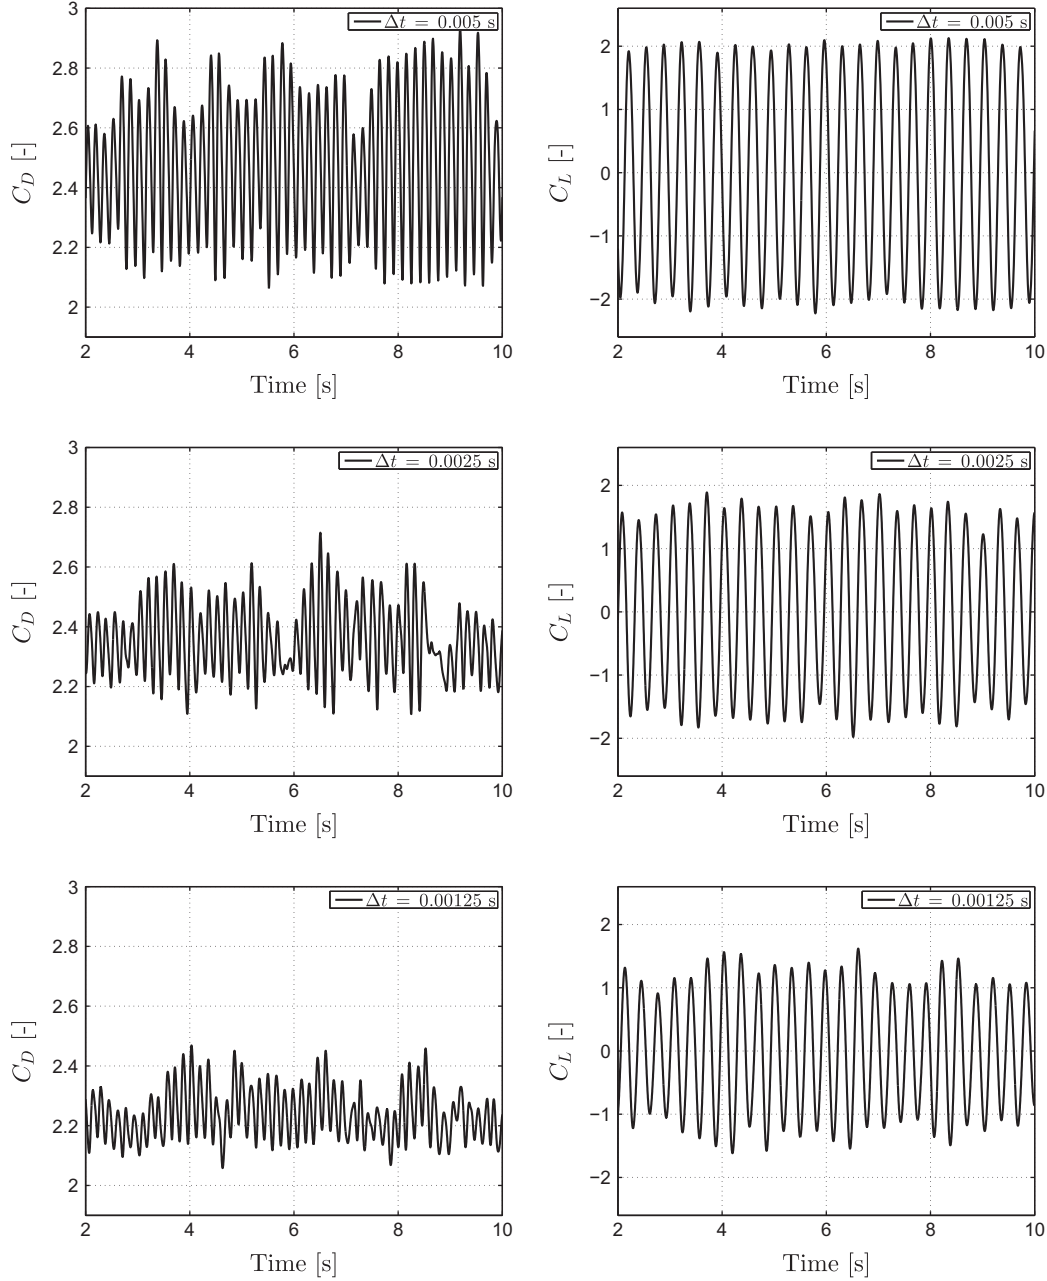 3
2.8
2.6
2.4
2.2
2
C_D [-]
Δt = 0.005 s
2 4 6 8 10
Time [s]
2
1
0
−1
−2
C_L [-]
Δt = 0.005 s
2 4 6 8 10
Time [s]
3
2.8
2.6
2.4
2.2
2
C_D [-]
Δt = 0.0025 s
2 4 6 8 10
Time [s]
2
1
0
−1
−2
C_L [-]
Δt = 0.0025 s
2 4 6 8 10
Time [s]
3
2.8
2.6
2.4
2.2
2
C_D [-]
Δt = 0.00125 s
2 4 6 8 10
Time [s]
2
1
0
−1
−2
C_L [-]
Δt = 0.00125 s
2 4 6 8 10
Time [s]